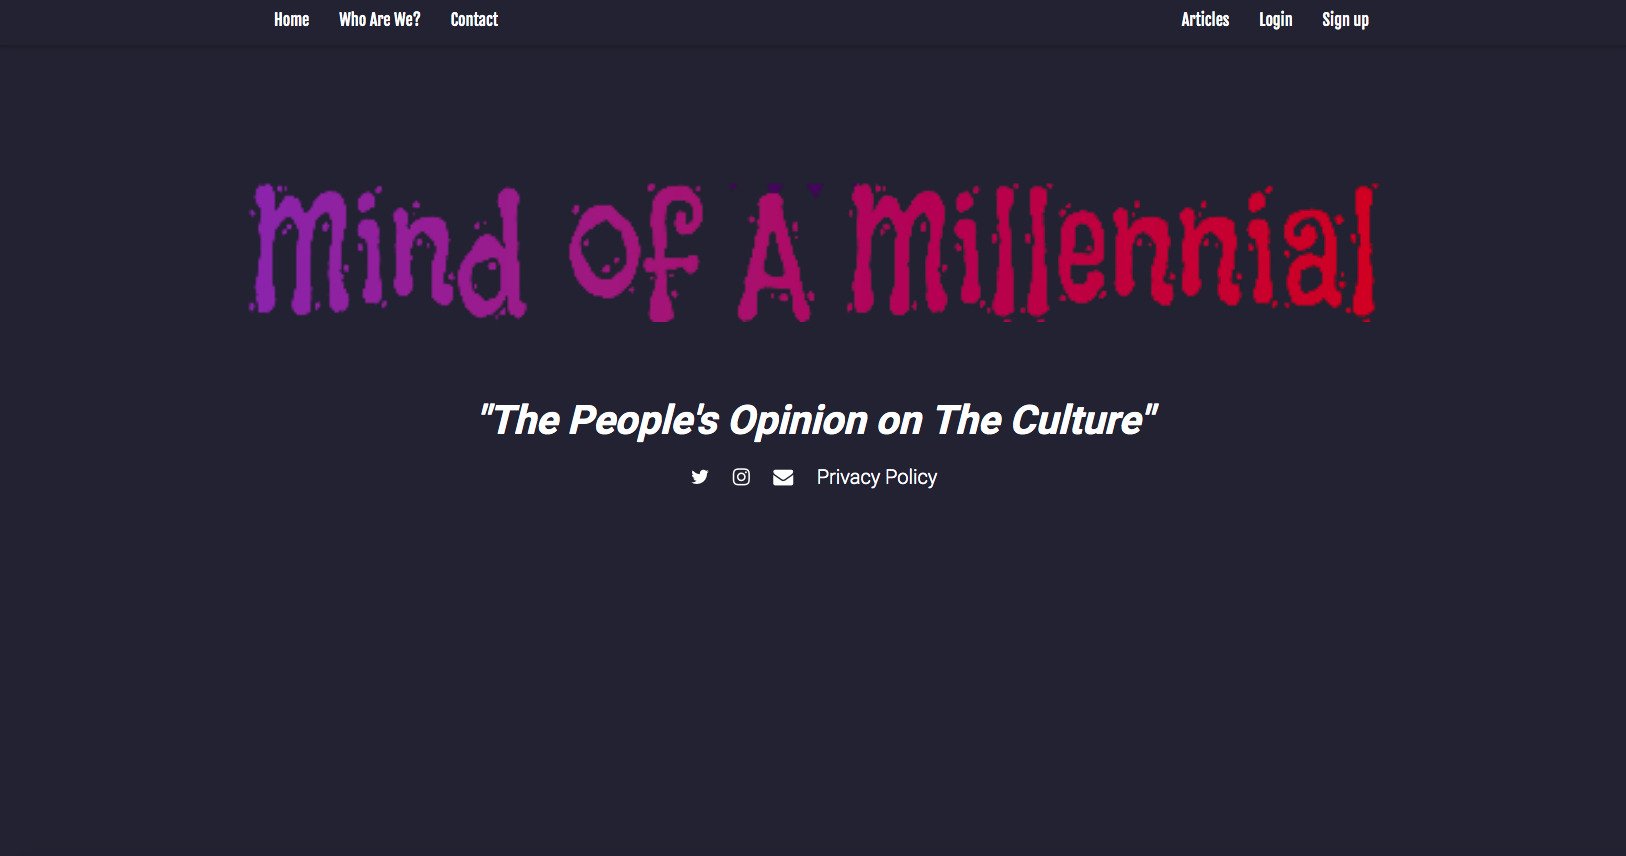 Home Who Are We? Contact Articles Login Sign up
Mind Of A Millennial
"The People's Opinion on The Culture"
Privacy Policy